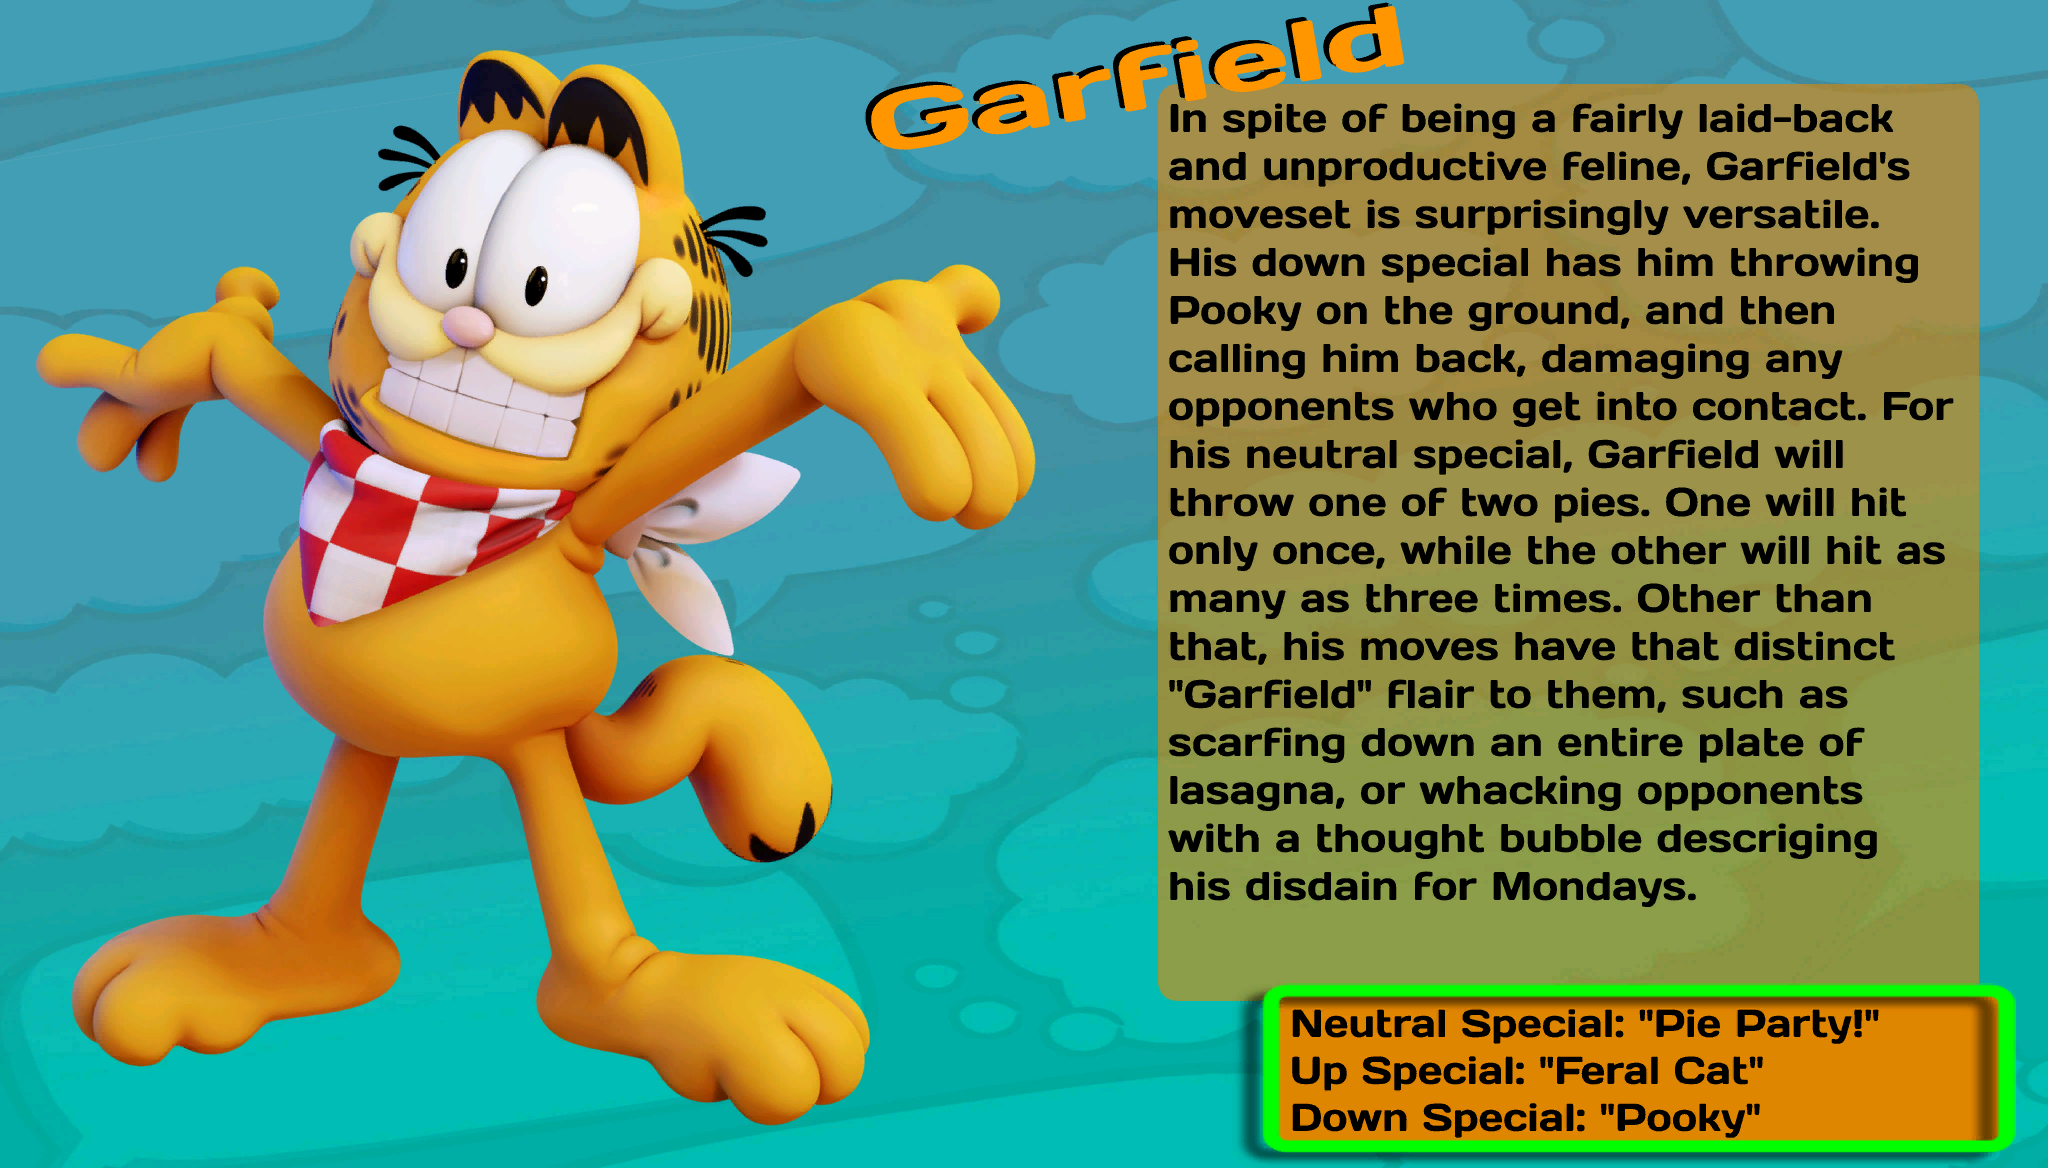 Garfield
In spite of being a fairly laid-back
and unproductive feline, Garfield's
moveset is surprisingly versatile.
His down special has him throwing
Pooky on the ground, and then
calling him back, damaging any
opponents who get into contact. For
his neutral special, Garfield will
throw one of two pies. One will hit
only once, while the other will hit as
many as three times. Other than
that, his moves have that distinct
"Garfield" flair to them, such as
scarfing down an entire plate of
lasagna, or whacking opponents
with a thought bubble descriging
his disdain for Mondays.
Neutral Special: "Pie Party!"
Up Special: "Feral Cat"
Down Special: "Pooky"